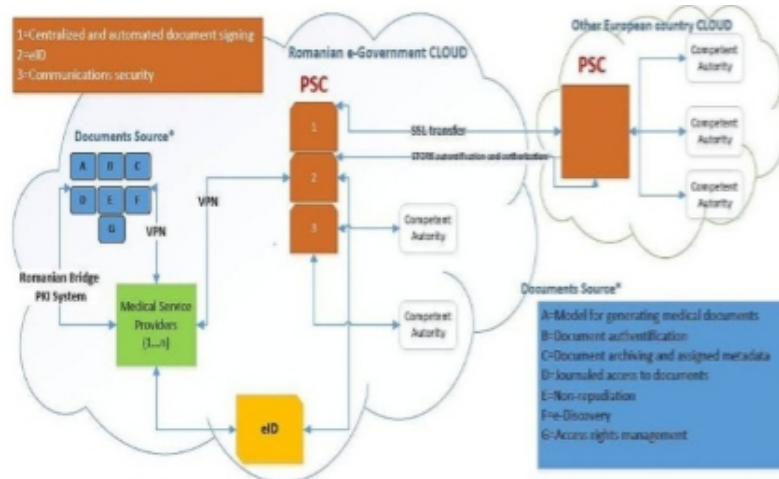 1=Centralized and automated document signing
2=eID
3=Communications security
Romanian e-Government CLOUD
Other European country CLOUD
PSC
PSC
Documents Source*
A B C
D E F
G
1
2
3
SSL transfer
STORK autentification and authorization
VPN
VPN
Romanian Bridge
PKI System
Medical Service
Providers
(1...n)
eID
Competent
Autority
Competent
Autority
Competent
Autority
Competent
Autority
Competent
Autority
Documents Source*
A=Model for generating medical documents
B=Document authentification
C=Document archiving and assigned metadata
D=Journaled access to documents
E=Non-repudiation
F=e-Discovery
G=Access rights management